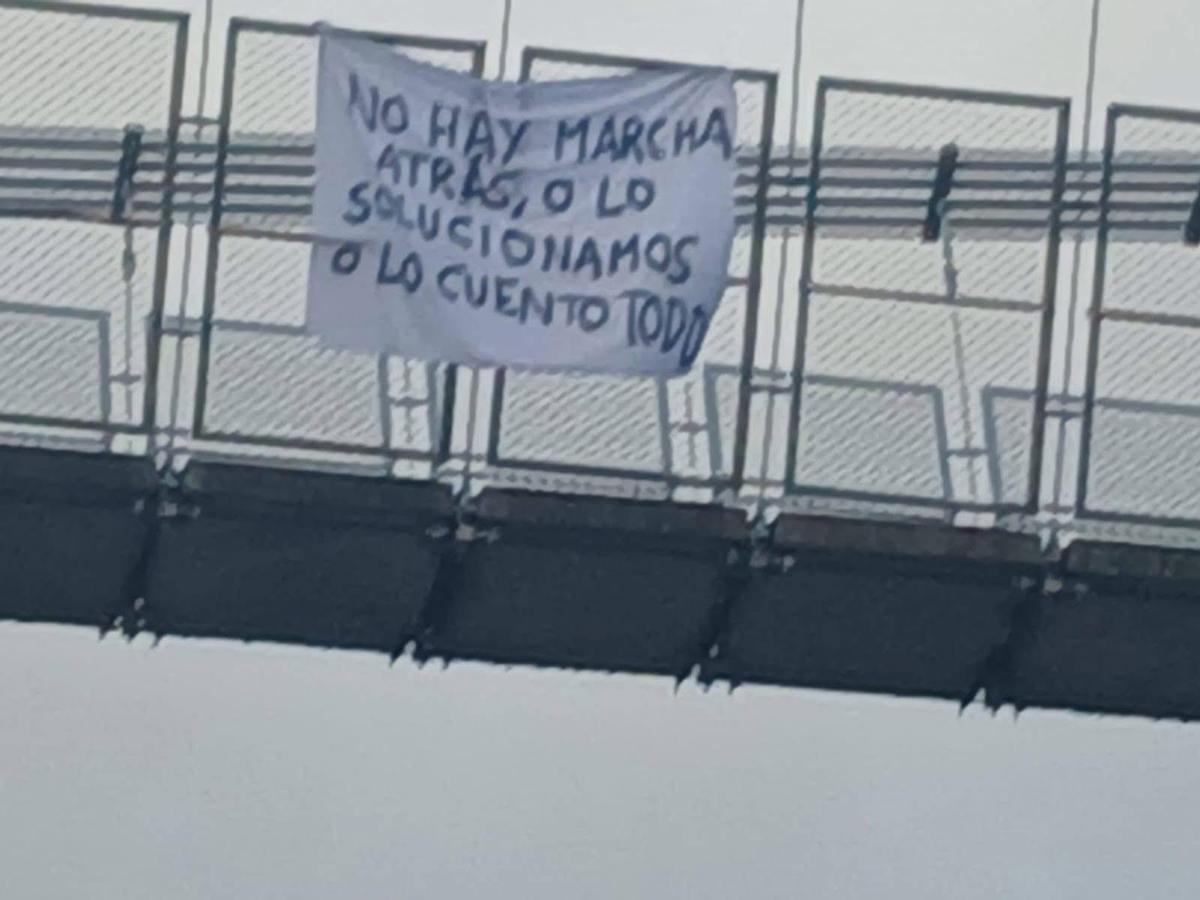 NO HAY MARCHA
ATRÁS, O LO
SOLUCIONAMOS
O LO CUENTO TODO